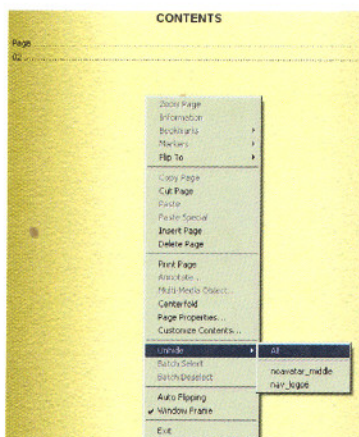 CONTENTS
Page
02
Zoom Page
Information
Bookmarks
Markers
Flip To
Copy Page
Cut Page
Paste
Paste Special
Insert Page
Delete Page
Print Page
Annotate...
Multi-Media Object...
Centerfold
Page Properties...
Customize Contents...
Unhide
All
Batch Select
noavatar_middle
Batch Deselect
nav_logo6
Auto Flipping
Window Frame
Exit